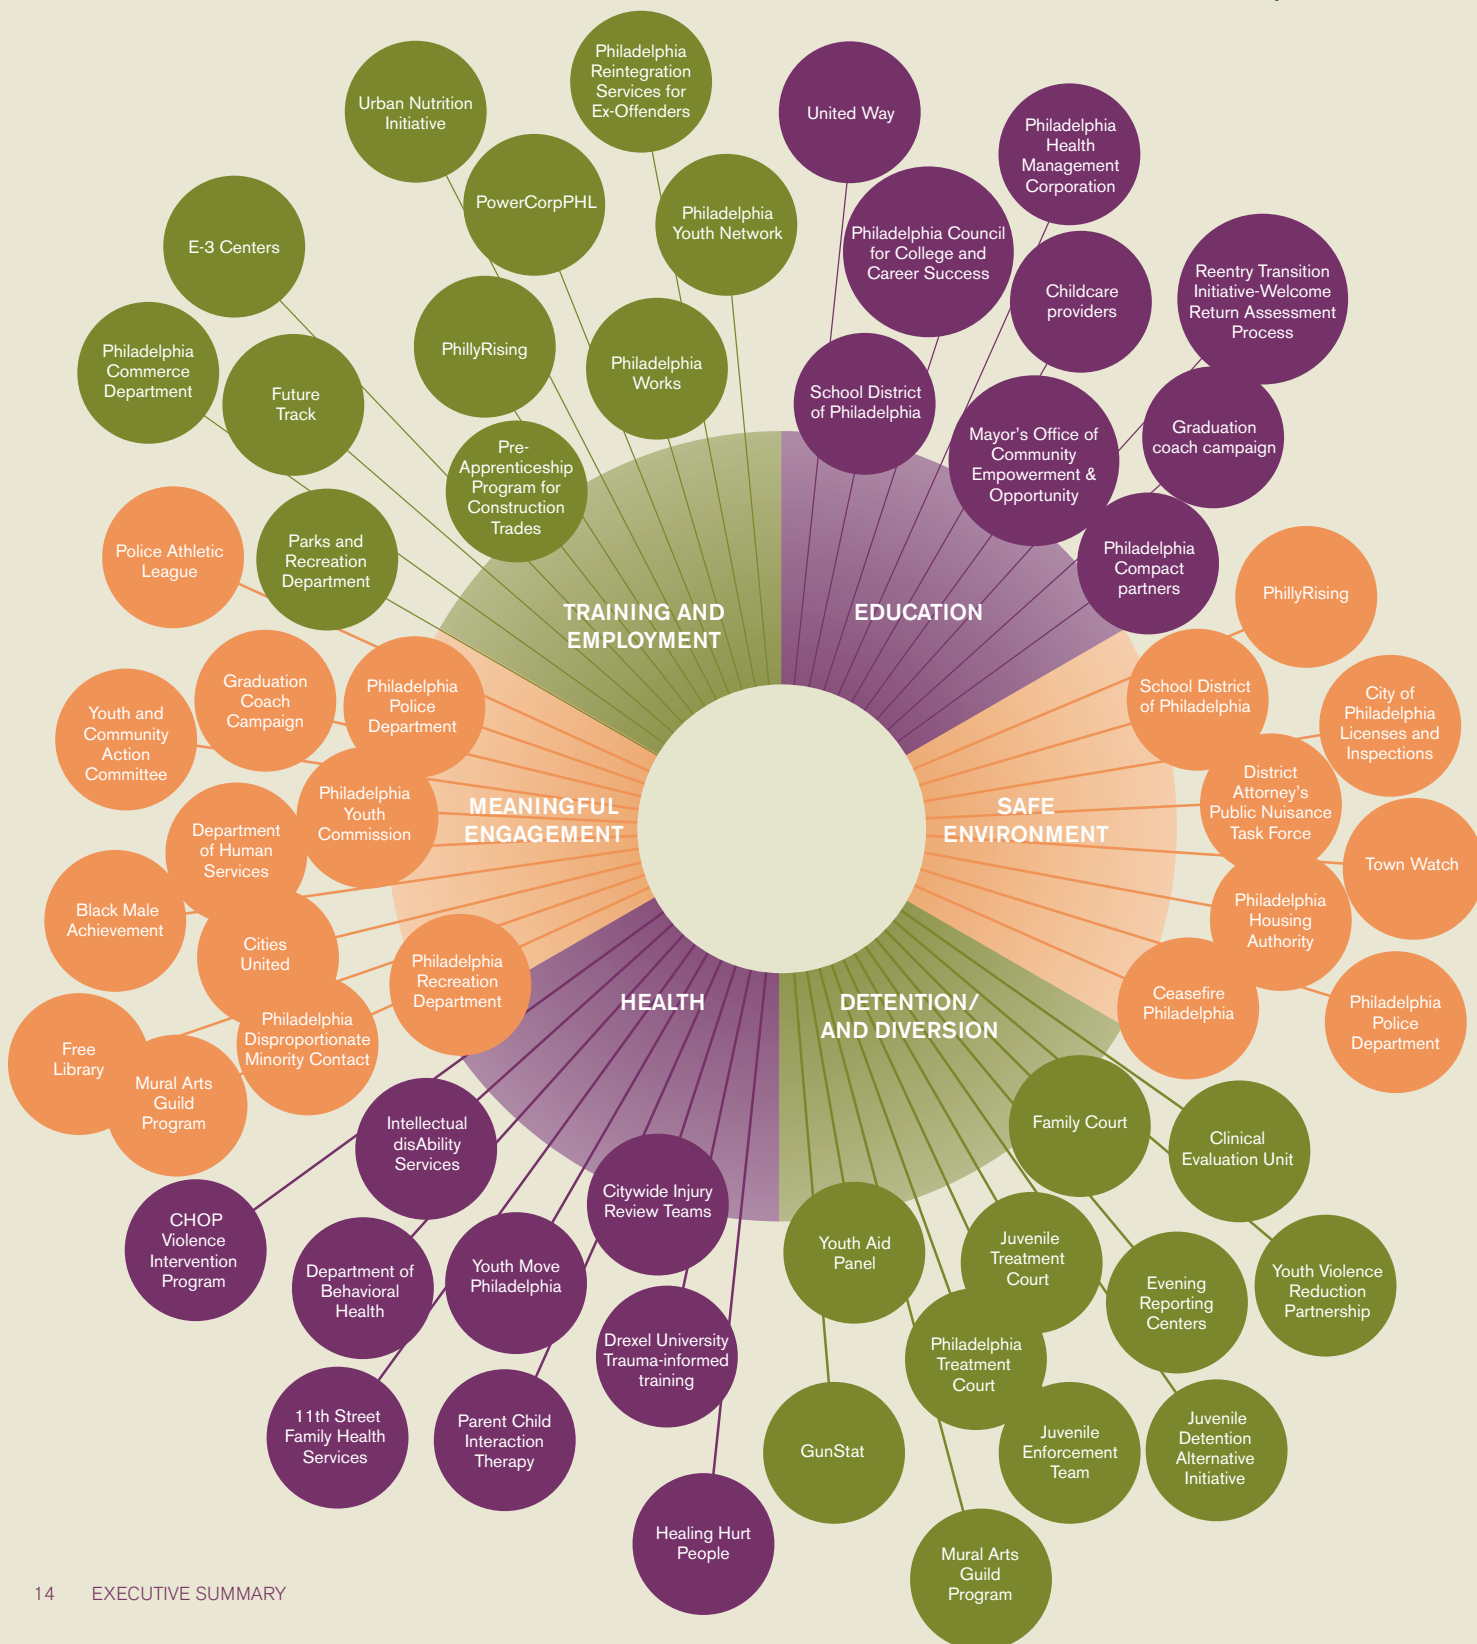 Philadelphia
Reintegration
Services for
Ex-Offenders
Urban Nutrition
Initiative
PowerCorpPHL
Philadelphia
Youth Network
E-3 Centers
PhillyRising
Philadelphia
Works
Philadelphia
Commerce
Department
Future
Track
Pre-
Apprenticeship
Program for
Construction
Trades
Parks and
Recreation
Department
TRAINING AND
EMPLOYMENT
United Way
Philadelphia
Health
Management
Corporation
Philadelphia Council
for College and
Career Success
Childcare
providers
Reentry Transition
Initiative-Welcome
Return Assessment
Process
School District
of Philadelphia
Mayor’s Office of
Community
Empowerment &
Opportunity
Graduation
coach campaign
Philadelphia
Compact
partners
EDUCATION
Police Athletic
League
Graduation
Coach
Campaign
Philadelphia
Police
Department
Youth and
Community
Action
Committee
Philadelphia
Youth
Commission
Department
of Human
Services
Black Male
Achievement
Cities
United
Philadelphia
Recreation
Department
Philadelphia
Disproportionate
Minority Contact
Free
Library
Mural Arts
Guild
Program
MEANINGFUL
ENGAGEMENT
PhillyRising
School District
of Philadelphia
City of
Philadelphia
Licenses and
Inspections
District
Attorney’s
Public Nuisance
Task Force
Town Watch
Philadelphia
Housing
Authority
Ceasefire
Philadelphia
Philadelphia
Police
Department
SAFE
ENVIRONMENT
HEALTH
Intellectual
disAbility
Services
Citywide Injury
Review Teams
CHOP
Violence
Intervention
Program
Department of
Behavioral
Health
Youth Move
Philadelphia
Drexel University
Trauma-informed
training
11th Street
Family Health
Services
Parent Child
Interaction
Therapy
Healing Hurt
People
DETENTION/
AND DIVERSION
Family Court
Clinical
Evaluation Unit
Youth Aid
Panel
Juvenile
Treatment
Court
Evening
Reporting
Centers
Youth Violence
Reduction
Partnership
Philadelphia
Treatment
Court
GunStat
Juvenile
Enforcement
Team
Juvenile
Detention
Alternative
Initiative
Mural Arts
Guild
Program
14 EXECUTIVE SUMMARY